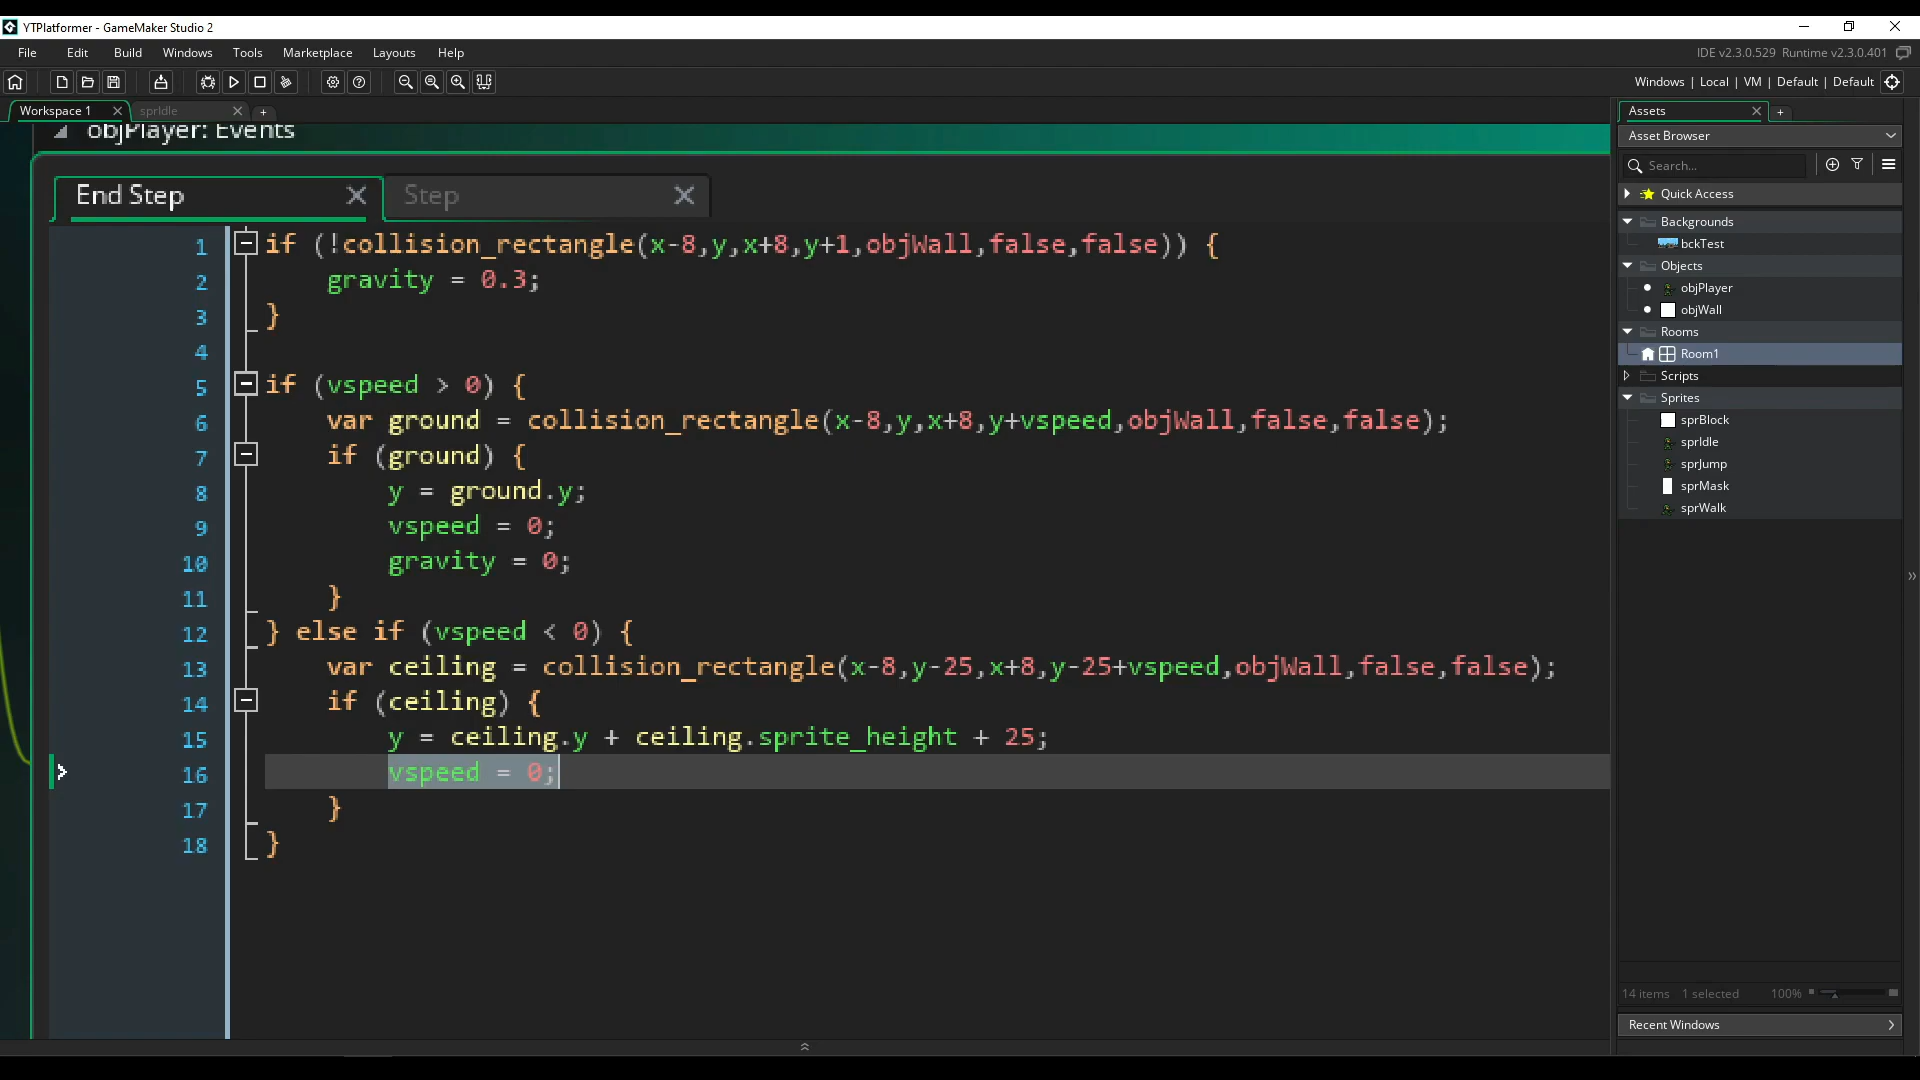 YTPlatformer - GameMaker Studio 2
File Edit Build Windows Tools Marketplace Layouts Help
IDE v2.3.0.529 Runtime v2.3.0.401
Windows | Local | VM | Default | Default
Workspace 1
sprIdle
objPlayer: Events
End Step
Step
1 if (!collision_rectangle(x-8,y,x+8,y+1,objWall,false,false)) {
2 gravity = 0.3;
3 }
4
5 if (vspeed > 0) {
6 var ground = collision_rectangle(x-8,y,x+8,y+vspeed,objWall,false,false);
7 if (ground) {
8 y = ground.y;
9 vspeed = 0;
10 gravity = 0;
11 }
12 } else if (vspeed < 0) {
13 var ceiling = collision_rectangle(x-8,y-25,x+8,y-25+vspeed,objWall,false,false);
14 if (ceiling) {
15 y = ceiling.y + ceiling.sprite_height + 25;
16 vspeed = 0;
17 }
18 }
Assets
Asset Browser
Search...
Quick Access
Backgrounds
bckTest
Objects
objPlayer
objWall
Rooms
Room1
Scripts
Sprites
sprBlock
sprIdle
sprJump
sprMask
sprWalk
14 items 1 selected 100%
Recent Windows